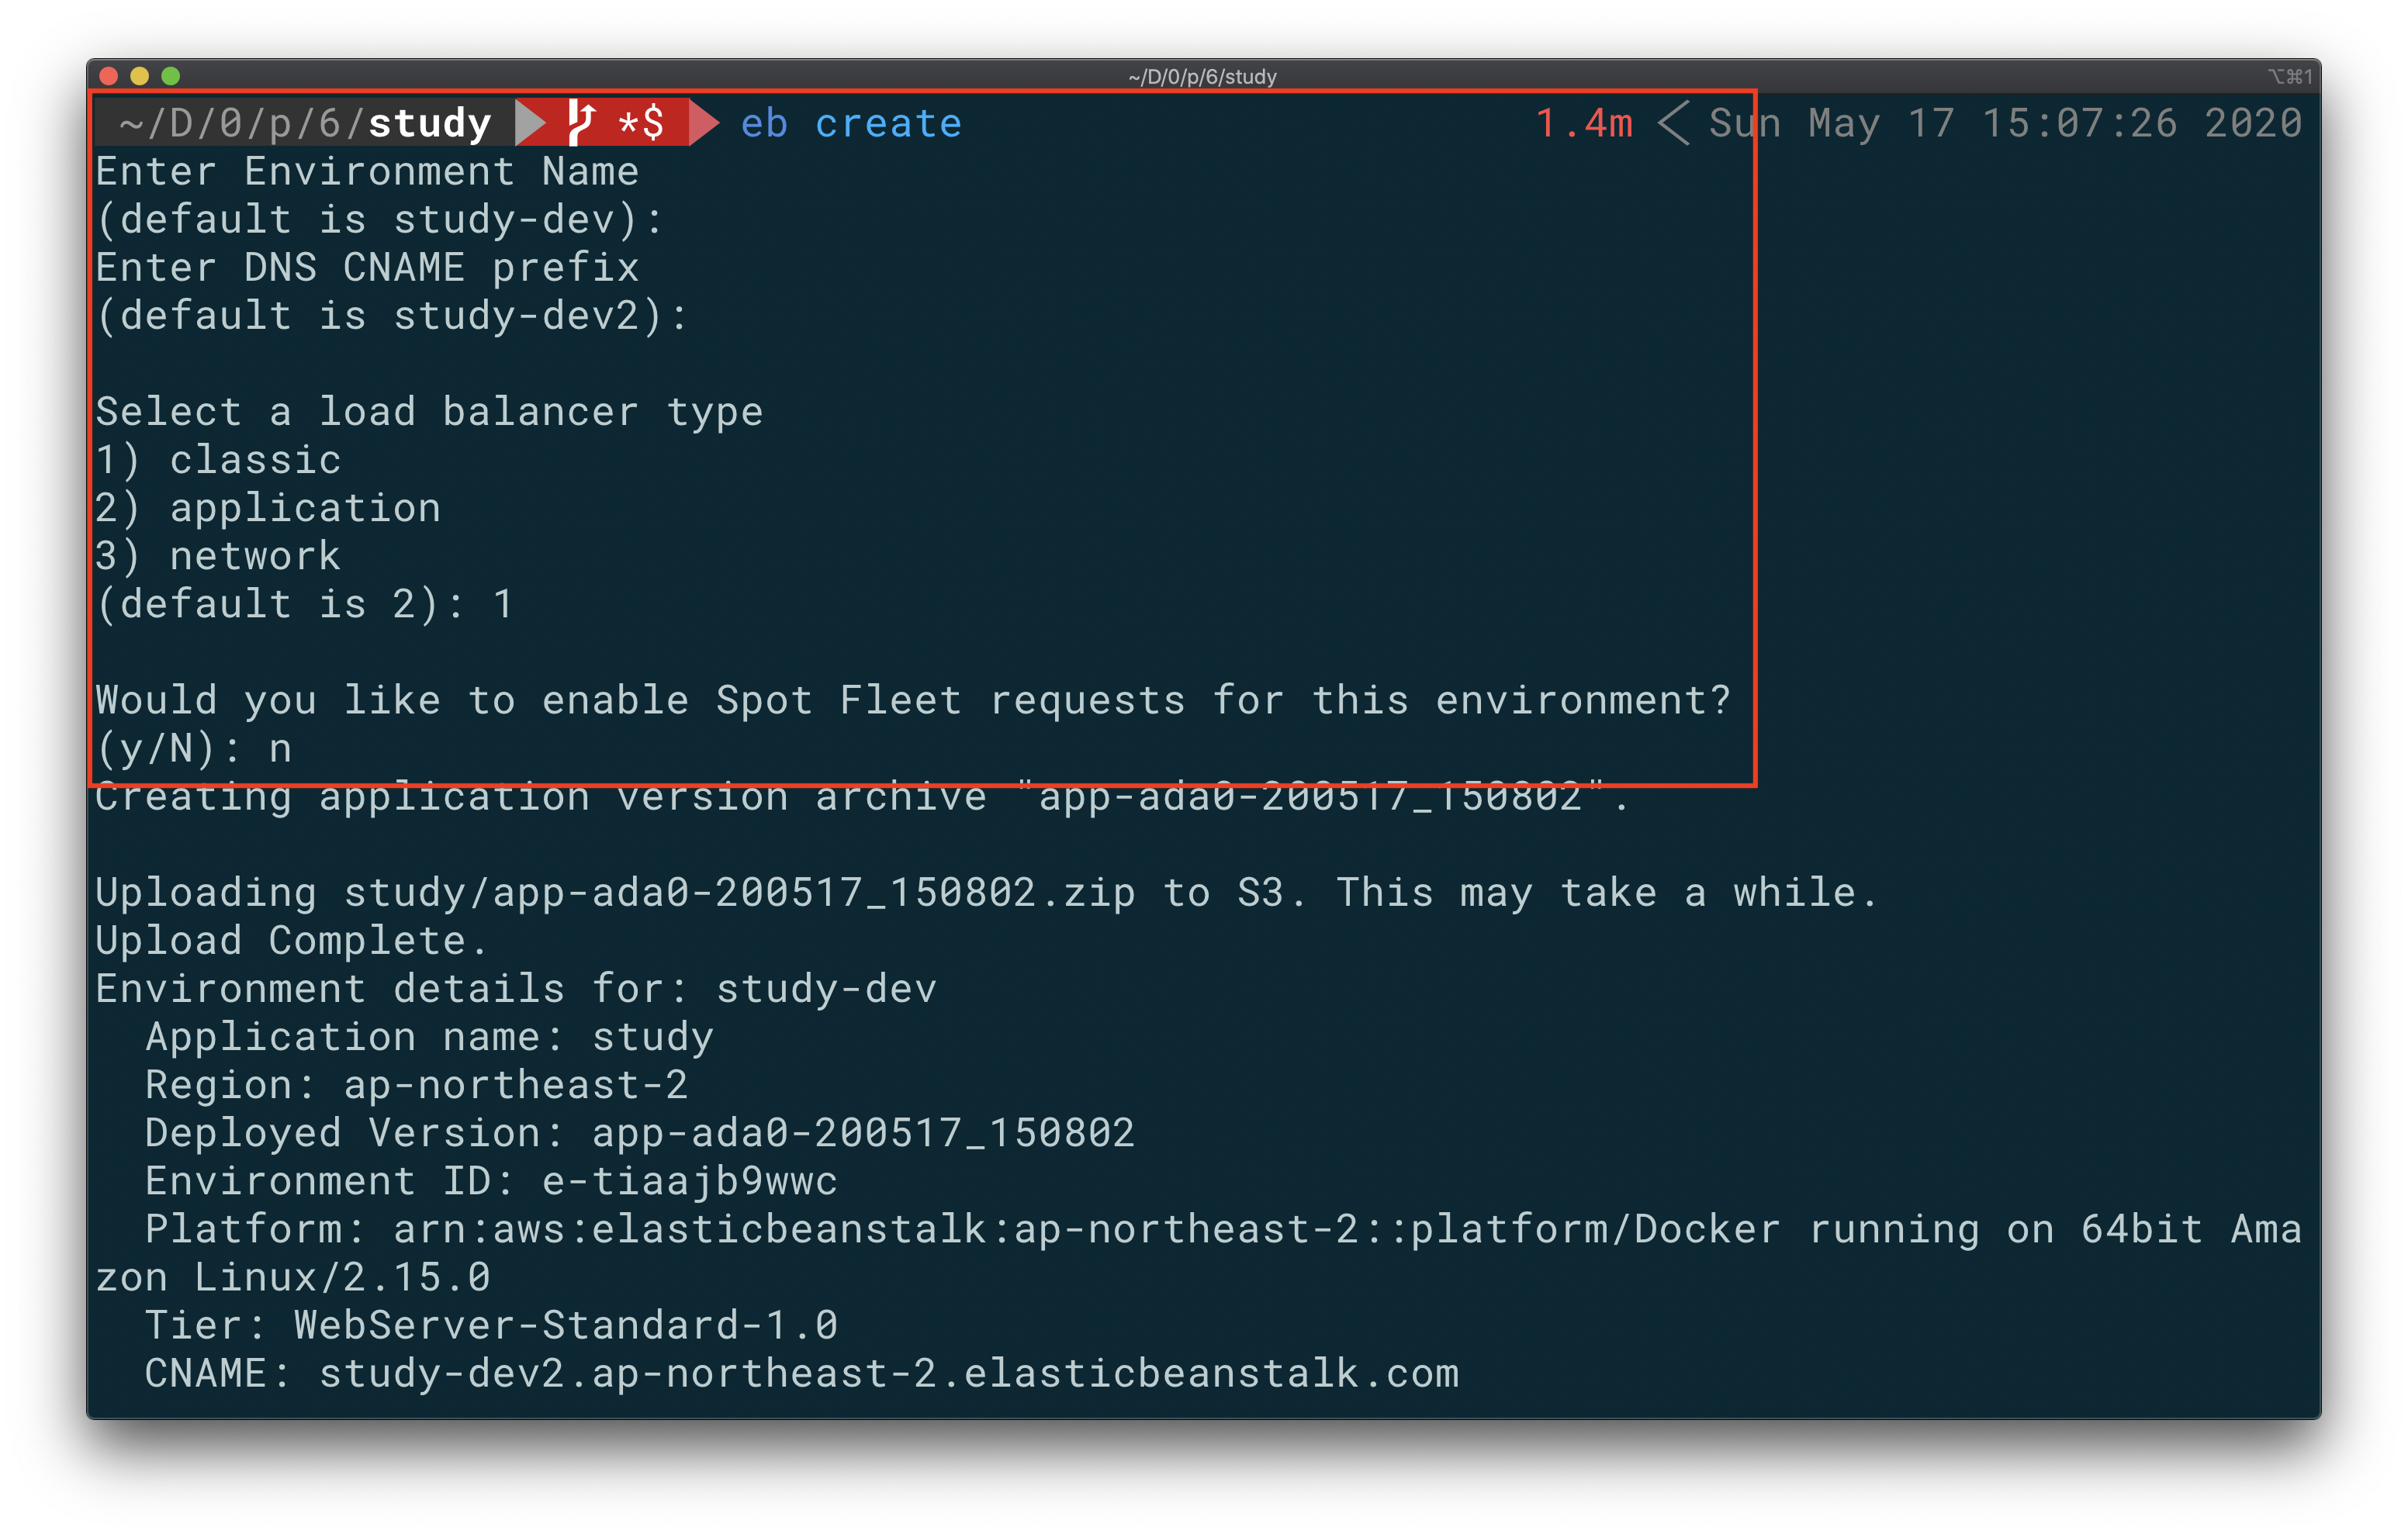 ~/D/0/p/6/study
⌥⌘1
~/D/0/p/6/study *$ eb create 1.4m Sun May 17 15:07:26 2020
Enter Environment Name
(default is study-dev):
Enter DNS CNAME prefix
(default is study-dev2):
Select a load balancer type
1) classic
2) application
3) network
(default is 2): 1
Would you like to enable Spot Fleet requests for this environment?
(y/N): n
Creating application version archive "app-ada0-200517_150802".
Uploading study/app-ada0-200517_150802.zip to S3. This may take a while.
Upload Complete.
Environment details for: study-dev
Application name: study
Region: ap-northeast-2
Deployed Version: app-ada0-200517_150802
Environment ID: e-tiaajb9wwc
Platform: arn:aws:elasticbeanstalk:ap-northeast-2::platform/Docker running on 64bit Ama
zon Linux/2.15.0
Tier: WebServer-Standard-1.0
CNAME: study-dev2.ap-northeast-2.elasticbeanstalk.com